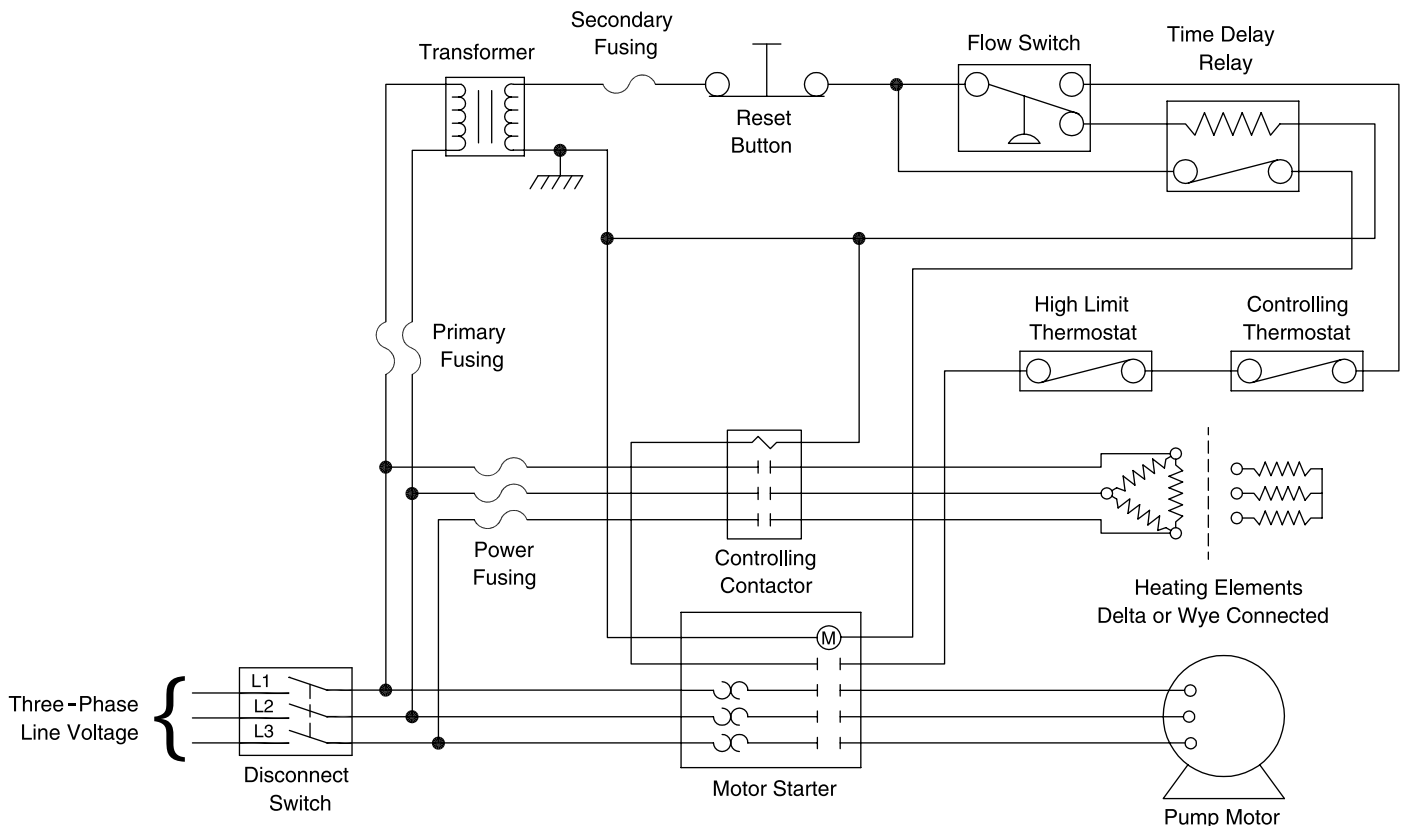 Transformer
Secondary
Fusing
Reset
Button
Flow Switch
Time Delay
Relay
Primary
Fusing
High Limit
Thermostat
Controlling
Thermostat
Power
Fusing
Controlling
Contactor
Heating Elements
Delta or Wye Connected
Three-Phase
Line Voltage
L1
L2
L3
Disconnect
Switch
M
Motor Starter
Pump Motor